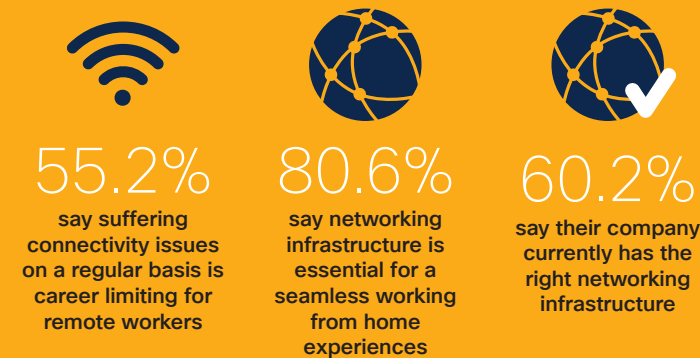 55.2%
say suffering
connectivity issues
on a regular basis is
career limiting for
remote workers
80.6%
say networking
infrastructure is
essential for a
seamless working
from home
experiences
60.2%
say their company
currently has the
right networking
infrastructure